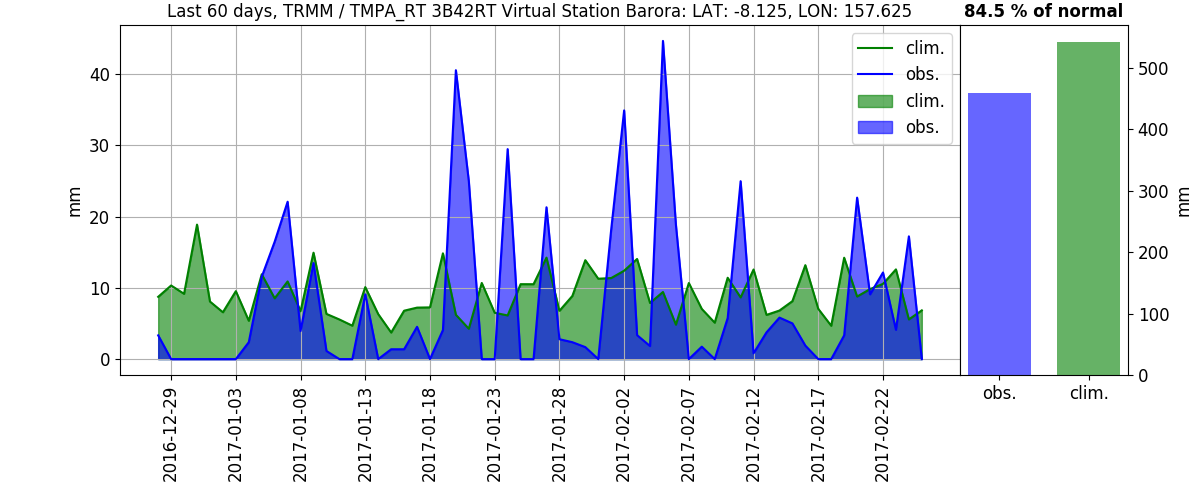 Last 60 days, TRMM / TMPA_RT 3B42RT Virtual Station Barora: LAT: -8.125, LON: 157.625
84.5 % of normal
clim.
obs.
clim.
obs.
mm
40
30
20
10
0
2016-12-29
2017-01-03
2017-01-08
2017-01-13
2017-01-18
2017-01-23
2017-01-28
2017-02-02
2017-02-07
2017-02-12
2017-02-17
2017-02-22
500
400
300
200
100
0
mm
obs.
clim.